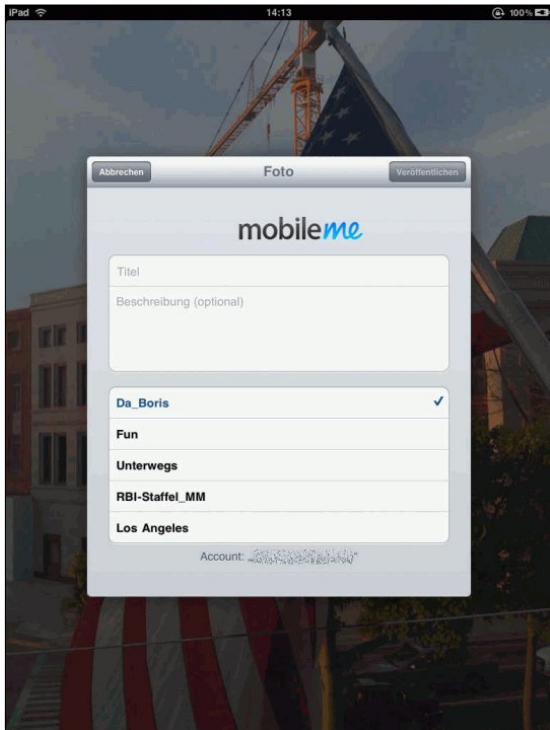 iPad 14:13 100%
Abbrechen Foto Veröffentlichen
mobileme
Titel
Beschreibung (optional)
Da_Boris
Fun
Unterwegs
RBI-Staffel_MM
Los Angeles
Account: „